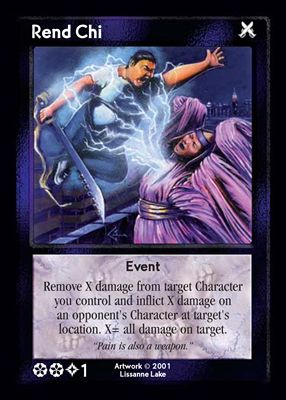 Rend Chi
Event
Remove X damage from target Character
you control and inflict X damage on
an opponent's Character at target's
location. X= all damage on target.
"Pain is also a weapon."
1
Artwork © 2001
Lissanne Lake